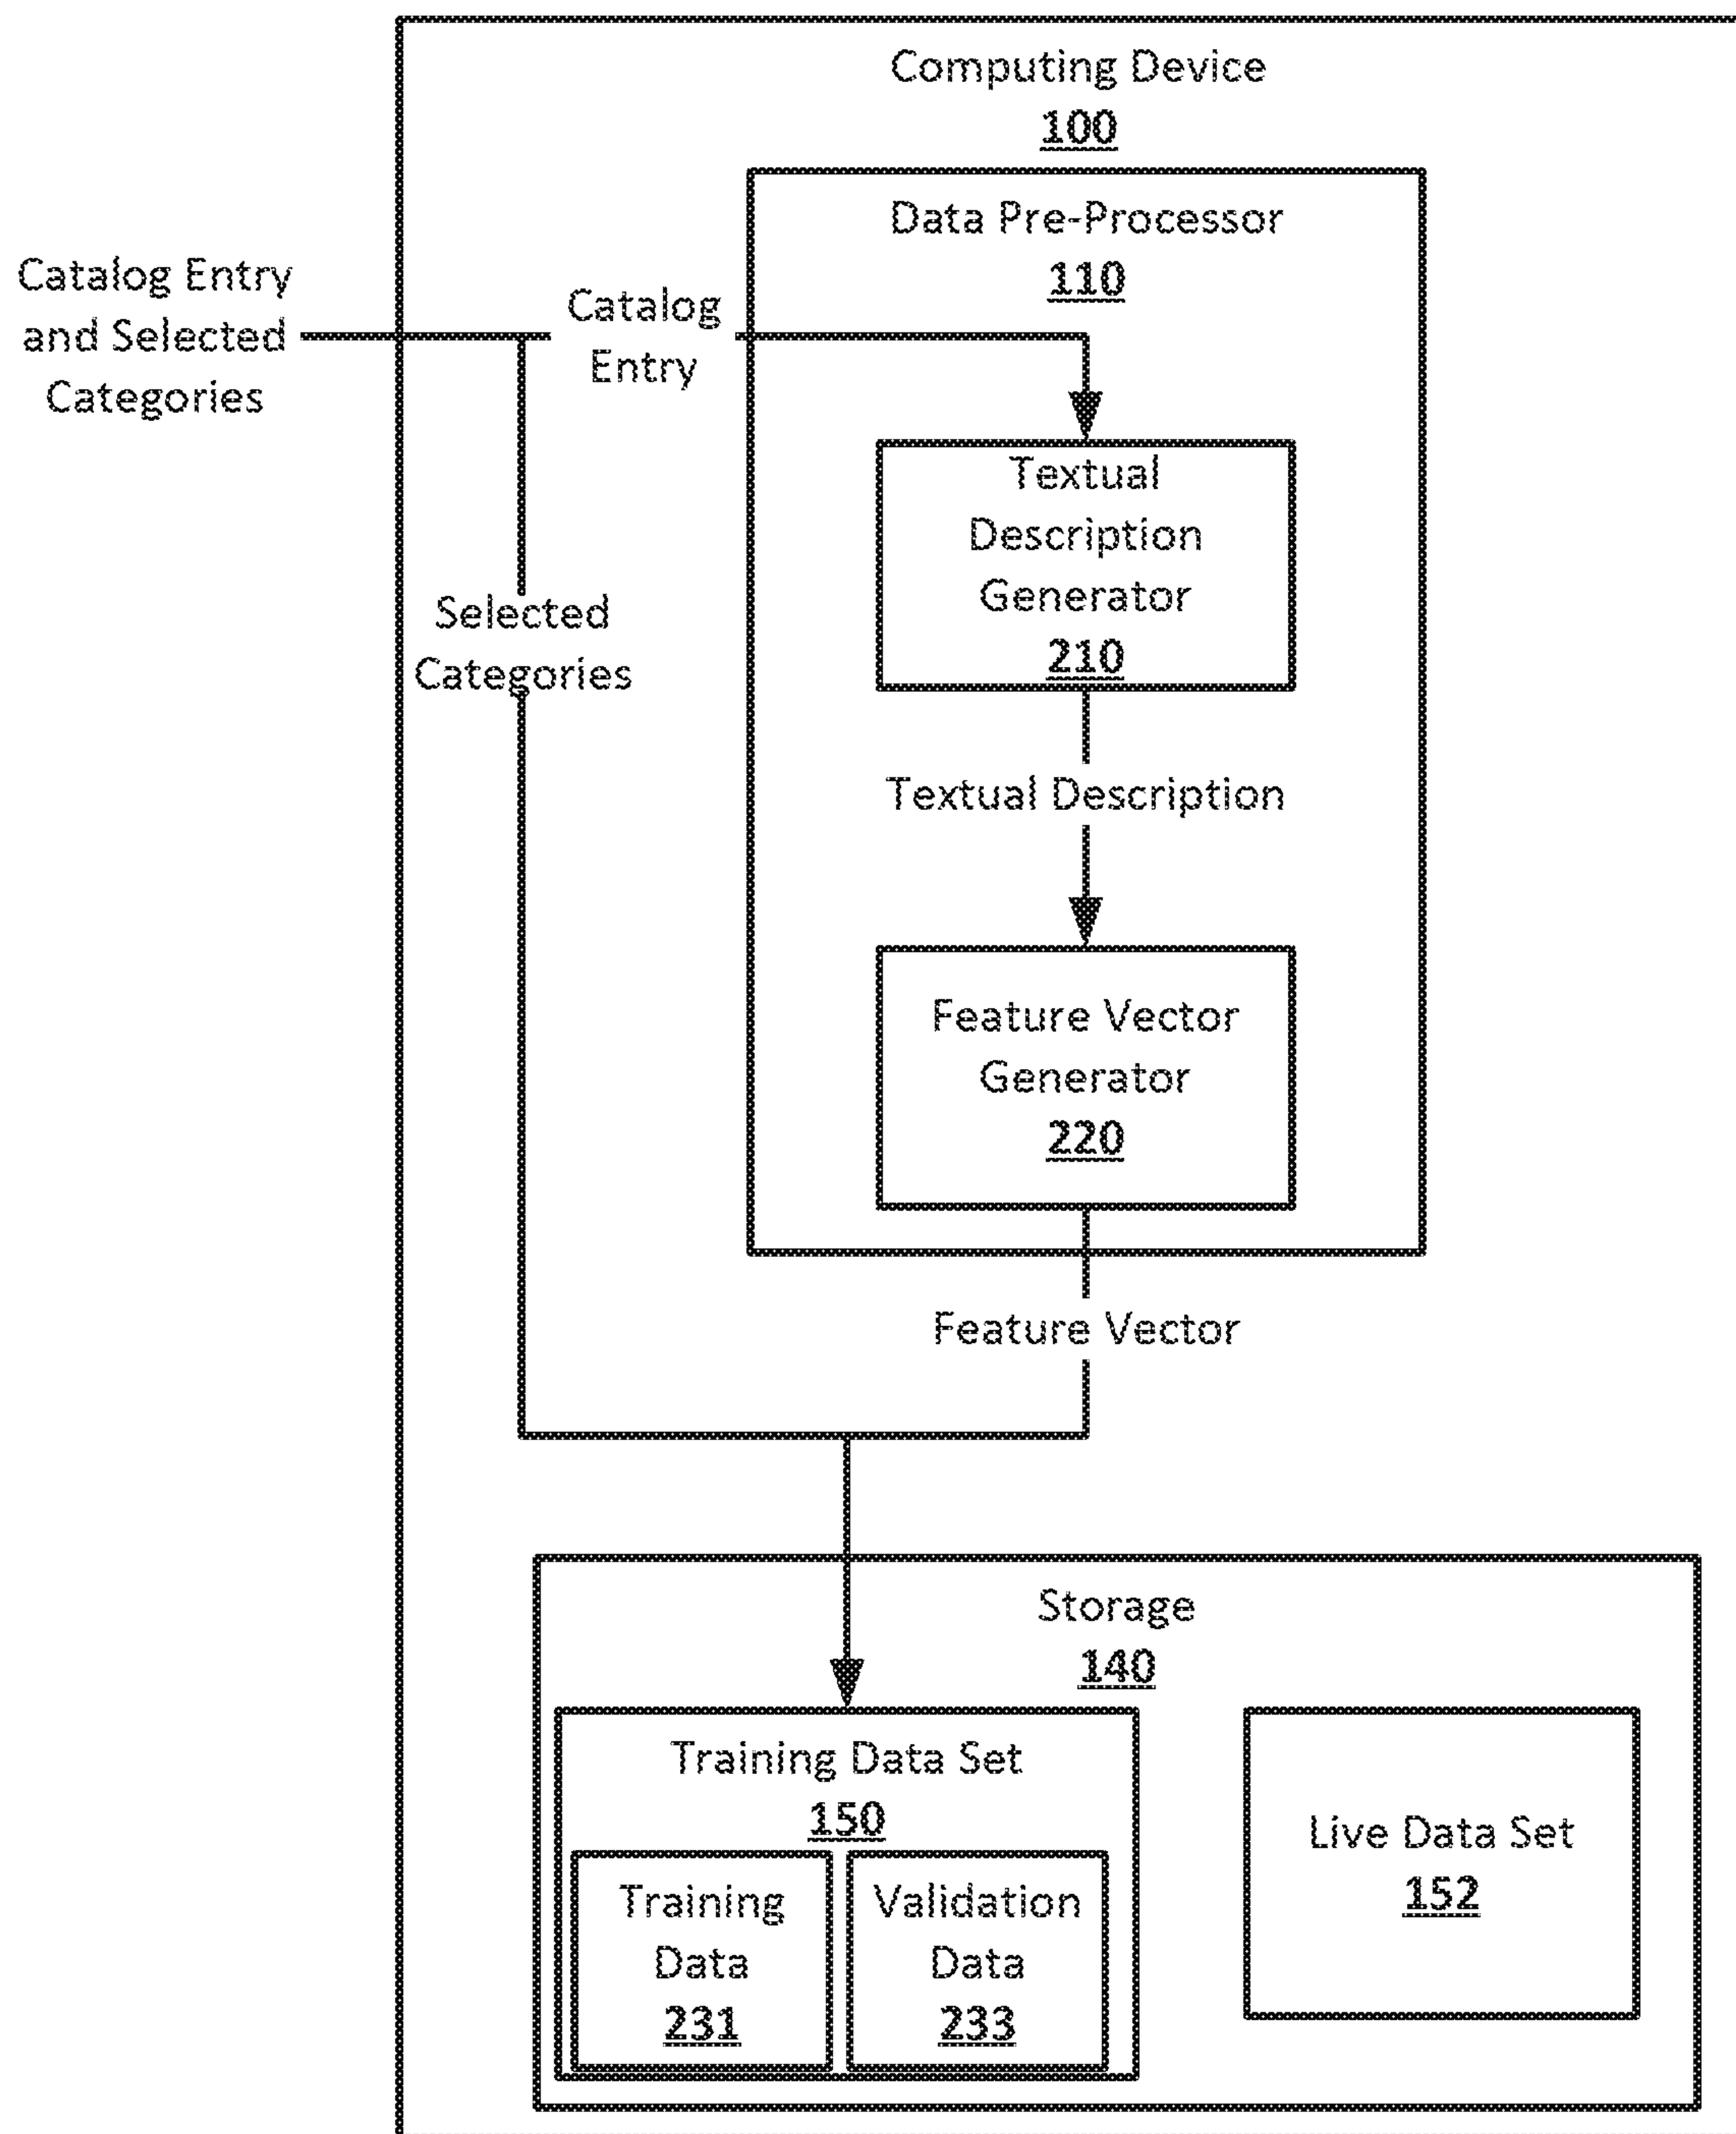 Computing Device
100
Data Pre-Processor
110
Catalog Entry
and Selected
Categories
Catalog
Entry
Textual
Description
Generator
210
Selected
Categories
Textual Description
Feature Vector
Generator
220
Feature Vector
Storage
140
Training Data Set
150
Training
Data
231
Validation
Data
233
Live Data Set
152